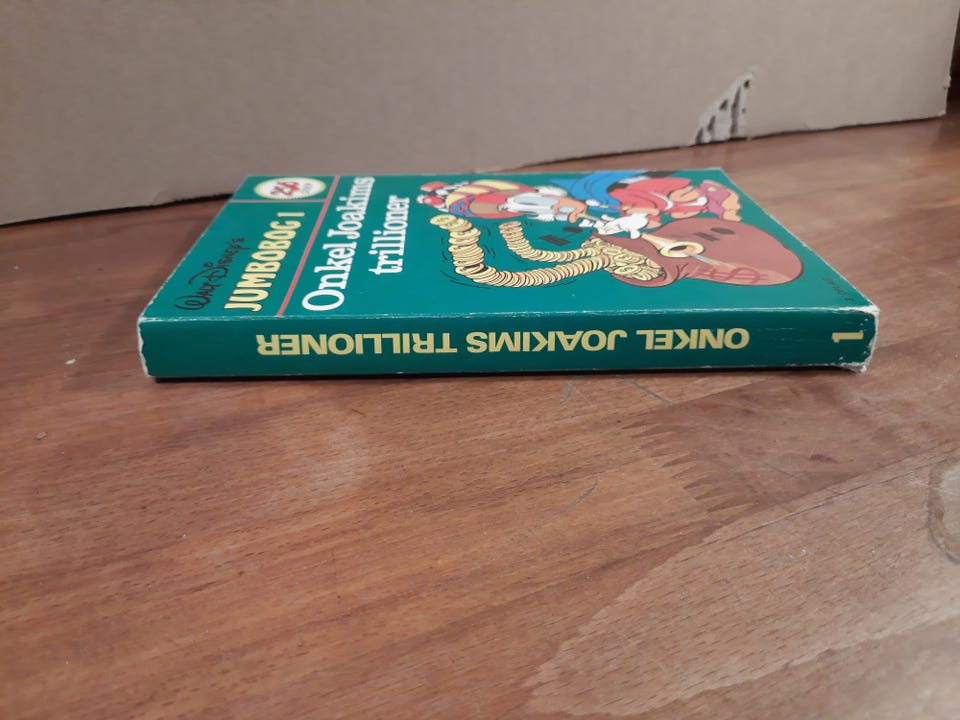 WALT DISNEY'S
JUMBOBOG 1
Onkel Joakims
trillioner
ONKEL JOAKIMS TRILLIONER
1